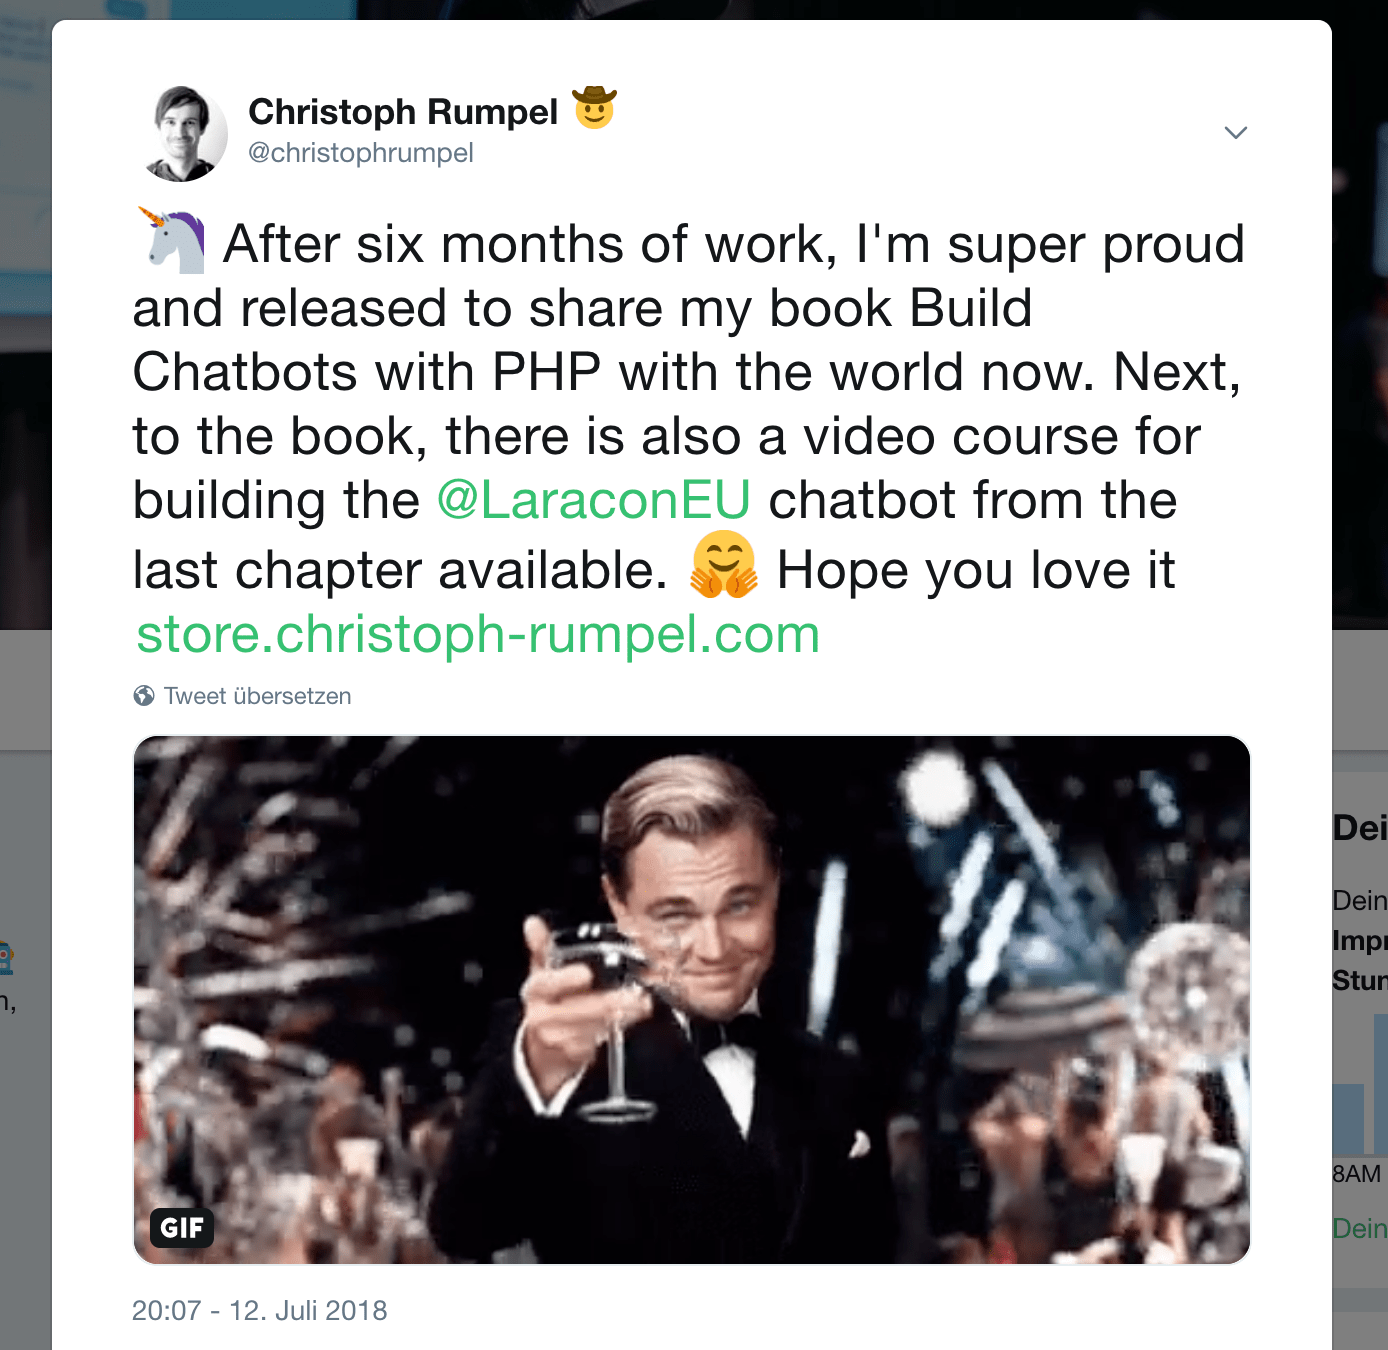 Christoph Rumpel 🤠
@christophrumpel
🦄 After six months of work, I'm super proud
and released to share my book Build
Chatbots with PHP with the world now. Next,
to the book, there is also a video course for
building the @LaraconEU chatbot from the
last chapter available. 🤗 Hope you love it
store.christoph-rumpel.com
Tweet übersetzen
GIF
20:07 - 12. Juli 2018
Dei
Dein
Impr
Stun
8AM
Dein
n,